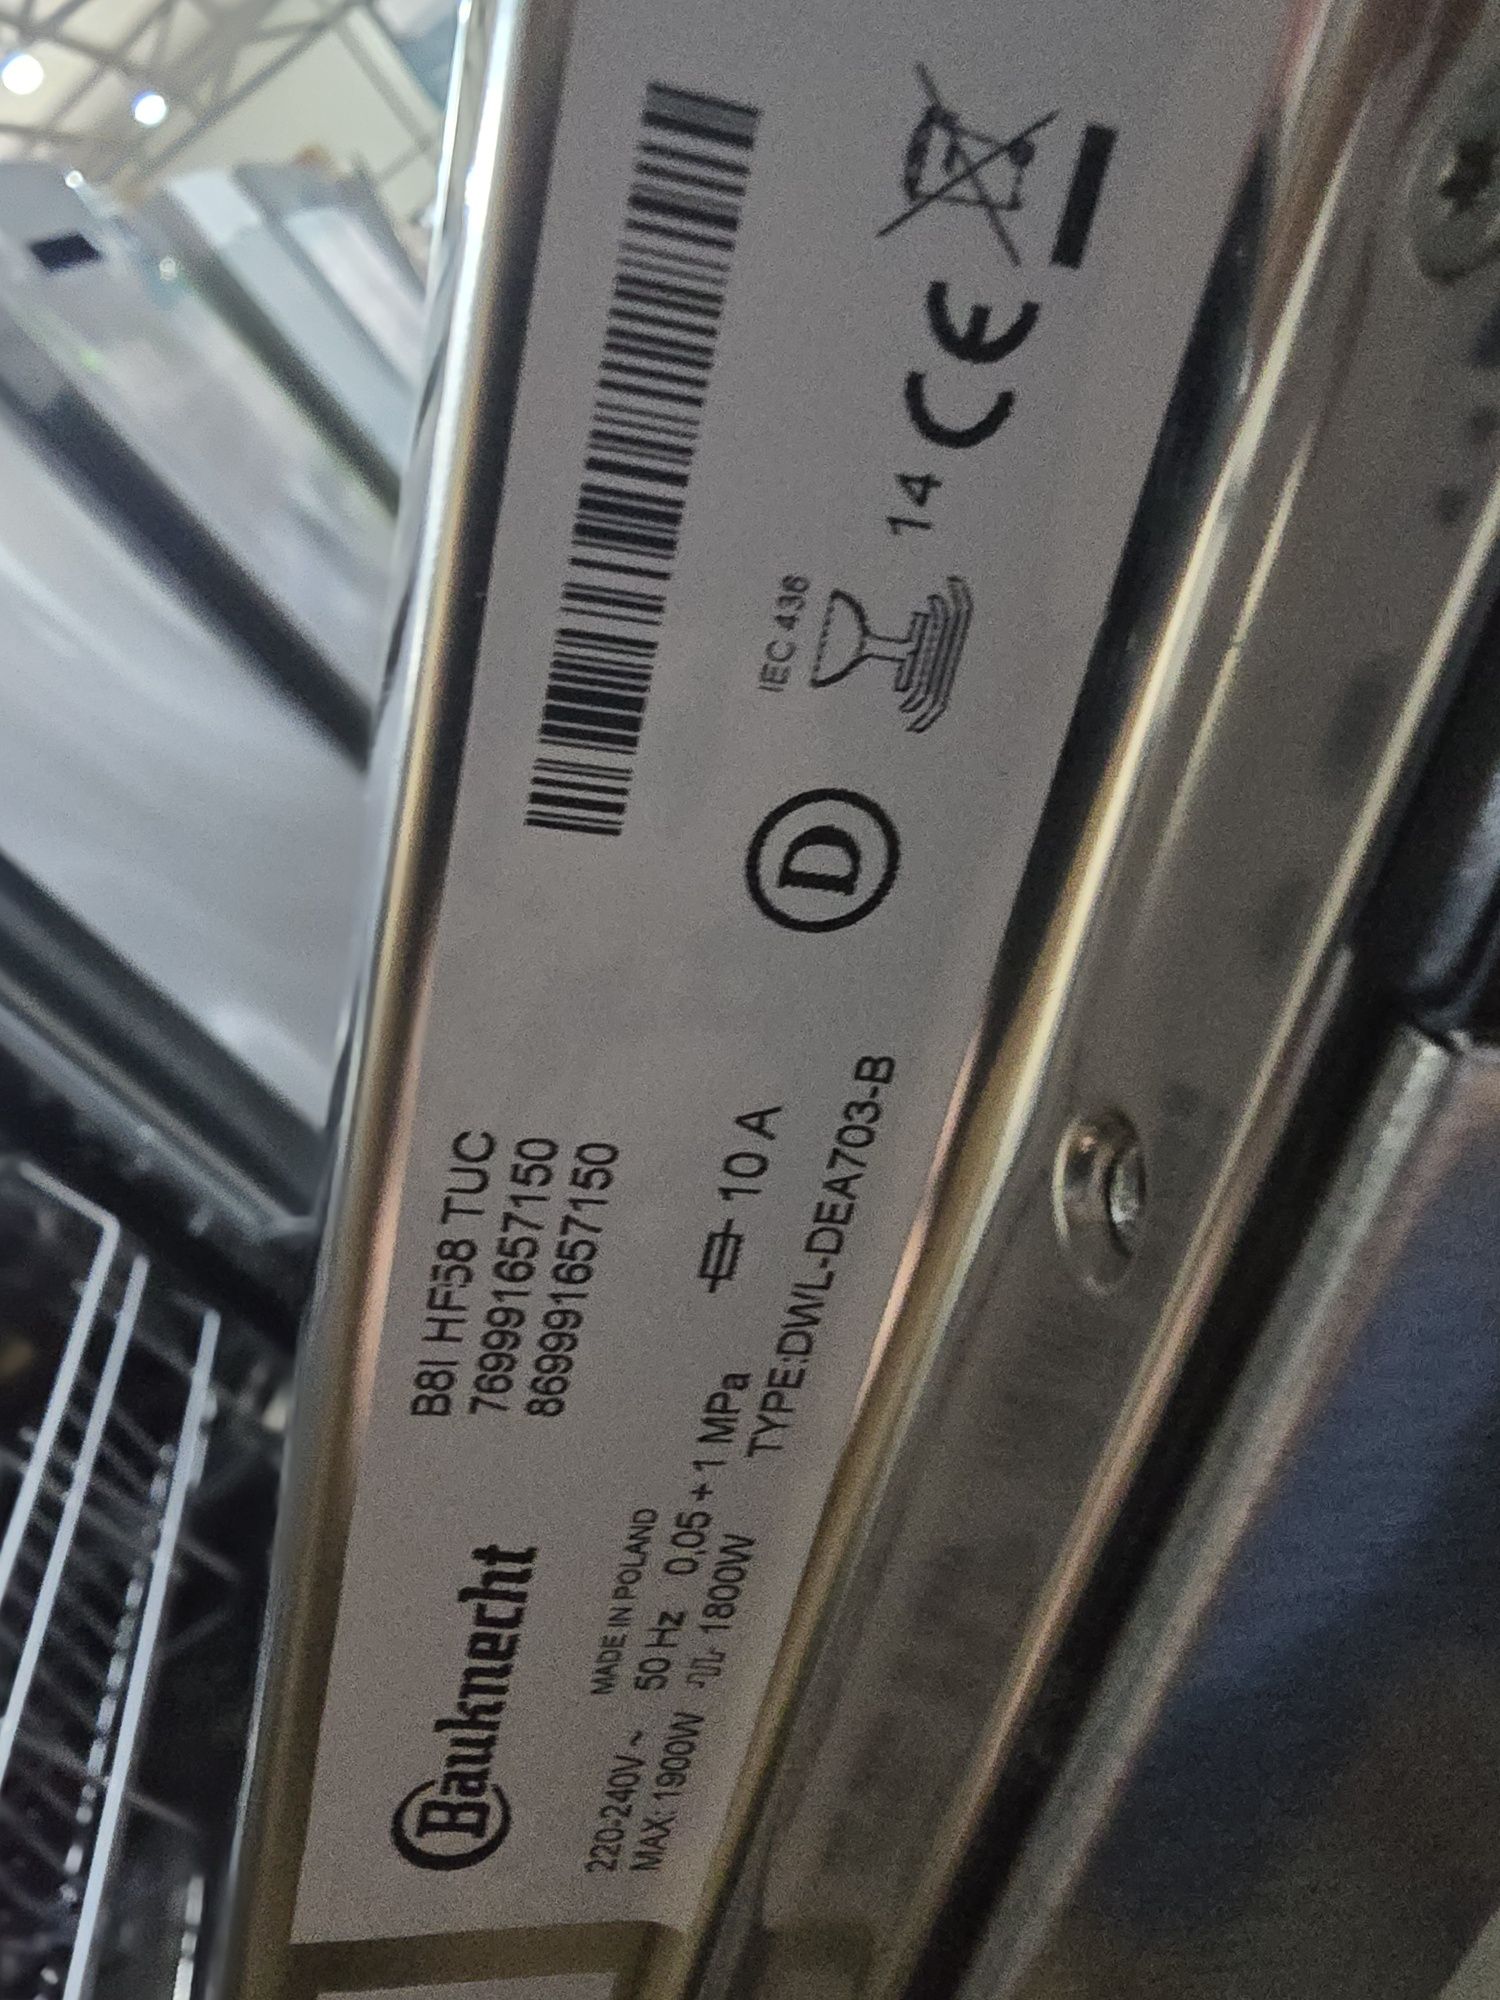 Bauknecht
B8I HF58 TUC
769991657150
869991657150
MADE IN POLAND
220-240V ~ 50 Hz 0,05 ÷ 1 MPa
MAX: 1900W 1800W
10 A
TYPE:DWL-DEA703-B
D
IEC 436
14
CE